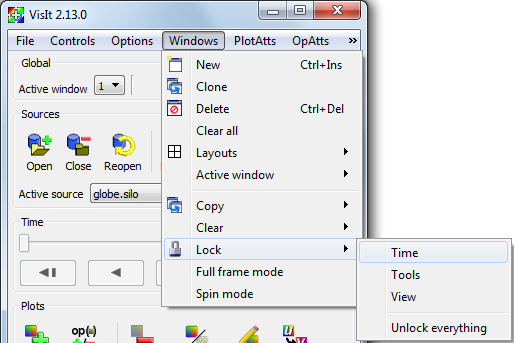 VisIt 2.13.0
File Controls Options Windows PlotAtts OpAtts »
Global
Active window 1
Sources
Open Close Reopen
Active source globe.silo
Time
Plots
op(
New Ctrl+Ins
Clone
Delete Ctrl+Del
Clear all
Layouts
Active window
Copy
Clear
Lock
Full frame mode
Spin mode
Time
Tools
View
Unlock everything